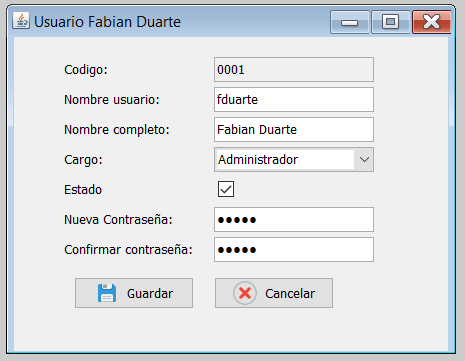 Usuario Fabian Duarte
Codigo: 0001
Nombre usuario: fduarte
Nombre completo: Fabian Duarte
Cargo: Administrador
Estado
Nueva Contraseña: ●●●●●
Confirmar contraseña: ●●●●●
Guardar Cancelar